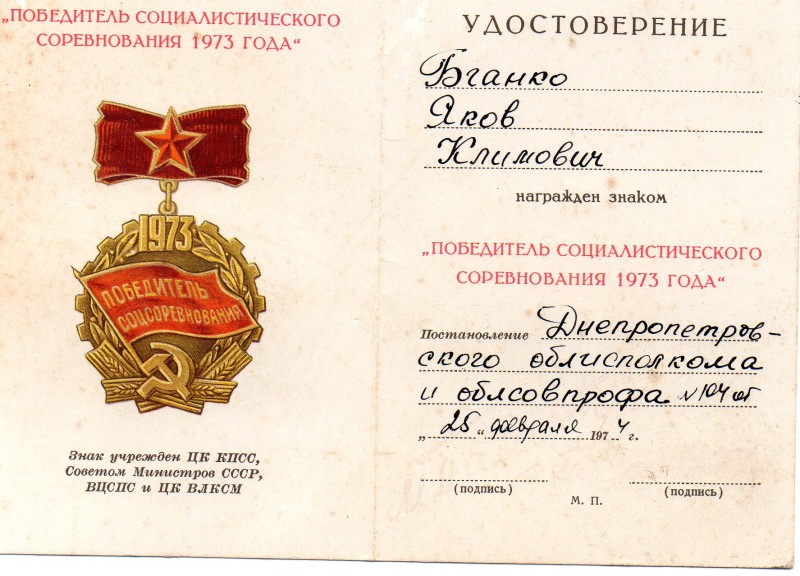 „ПОБЕДИТЕЛЬ СОЦИАЛИСТИЧЕСКОГО
СОРЕВНОВАНИЯ 1973 ГОДА“
1973
ПОБЕДИТЕЛЬ
СОЦСОРЕВНОВАНИЯ
Знак учрежден ЦК КПСС,
Советом Министров СССР,
ВЦСПС и ЦК ВЛКСМ
УДОСТОВЕРЕНИЕ
Бганко
Яков
Климович
награжден знаком
„ПОБЕДИТЕЛЬ СОЦИАЛИСТИЧЕСКОГО
СОРЕВНОВАНИЯ 1973 ГОДА“
Постановление Днепропетров-
ского облисполкома
и облсовпрофа №104 от
„25“ февраля 1974г.
(подпись) М. П. (подпись)